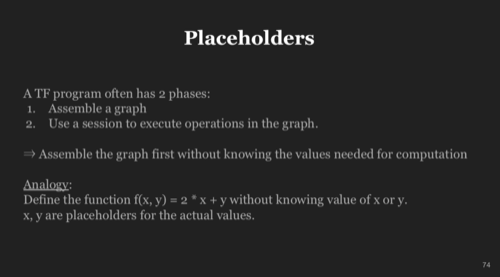 Placeholders
A TF program often has 2 phases:
1. Assemble a graph
2. Use a session to execute operations in the graph.
⇒ Assemble the graph first without knowing the values needed for computation
Analogy:
Define the function f(x, y) = 2 * x + y without knowing value of x or y.
x, y are placeholders for the actual values.
74